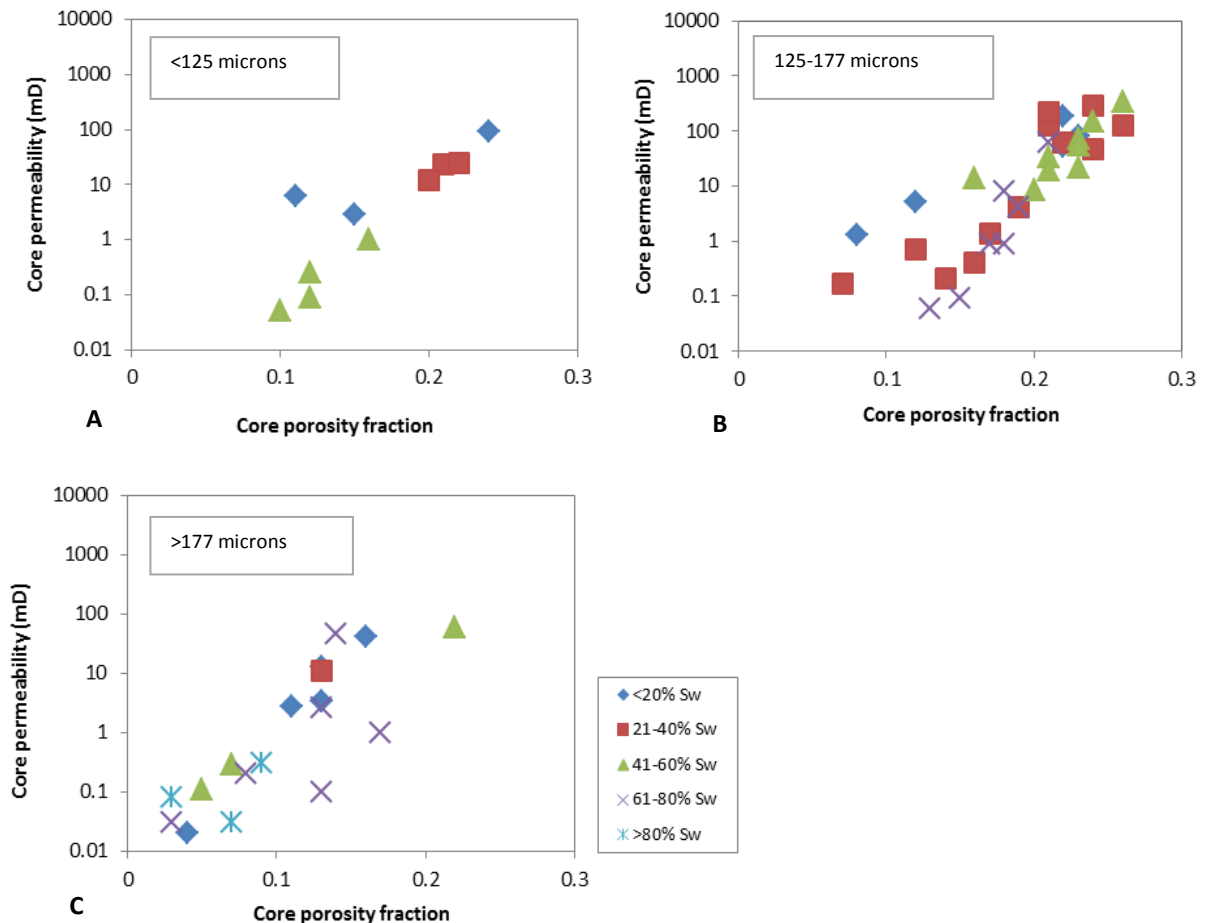 <125 microns
10000
1000
100
10
1
0.1
0.01
0
0.1
0.2
0.3
Core permeability (mD)
Core porosity fraction
A
125-177 microns
10000
1000
100
10
1
0.1
0.01
0
0.1
0.2
0.3
Core permeability (mD)
Core porosity fraction
B
>177 microns
10000
1000
100
10
1
0.1
0.01
0
0.1
0.2
0.3
Core permeability (mD)
Core porosity fraction
C
<20% Sw
21-40% Sw
41-60% Sw
61-80% Sw
>80% Sw